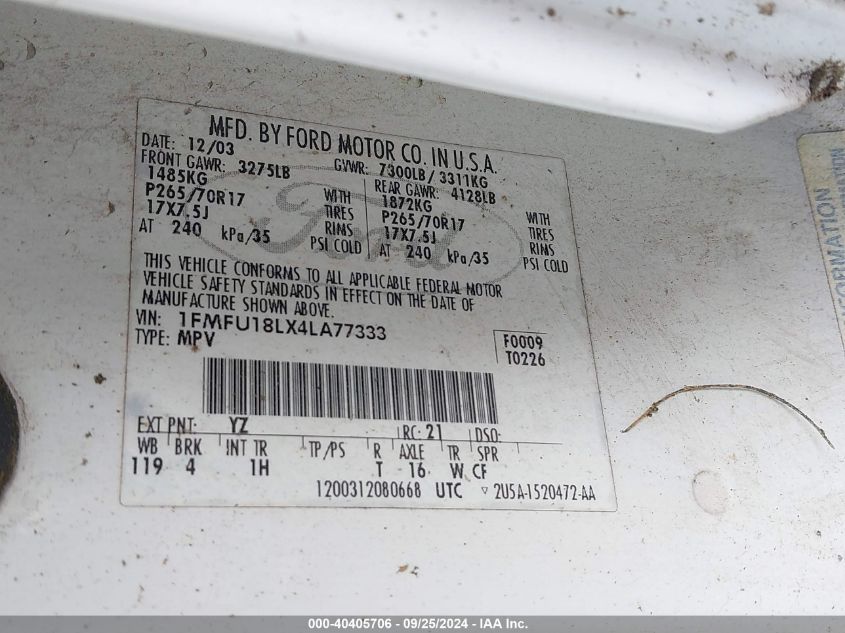 MFD. BY FORD MOTOR CO. IN U.S.A.
DATE: 12/03 GVWR: 7300LB / 3311KG
FRONT GAWR: 3275LB REAR GAWR: 4128LB
1485KG WITH 1872KG WITH
P265/70R17 TIRES P265/70R17 TIRES
17X7.5J RIMS 17X7.5J RIMS
AT 240 kPa/35 PSI COLD AT 240 kPa/35 PSI COLD
Ford
THIS VEHICLE CONFORMS TO ALL APPLICABLE FEDERAL MOTOR
VEHICLE SAFETY STANDARDS IN EFFECT ON THE DATE OF
MANUFACTURE SHOWN ABOVE.
VIN: 1FMFU18LX4LA77333
TYPE: MPV
F0009
T0226
EXT PNT: YZ RC: 21 DSO:
WB BRK INT TR TP/PS R AXLE TR SPR
119 4 1H T 16 W CF
1200312080668 UTC ▽ 2U5A-1520472-AA
INFORMATION
000-40405706 - 09/25/2024 - IAA Inc.